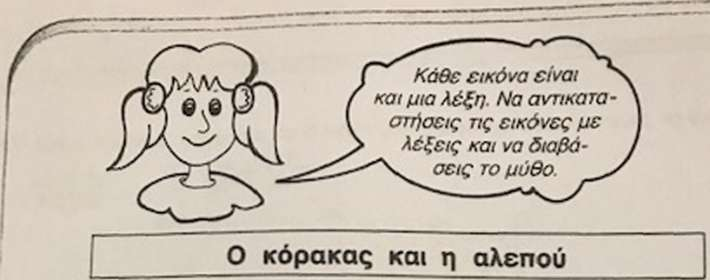 Κάθε εικόνα είναι
και μια λέξη. Να αντικατα-
στήσεις τις εικόνες με
λέξεις και να διαβά-
σεις το μύθο.
Ο κόρακας και η αλεπού